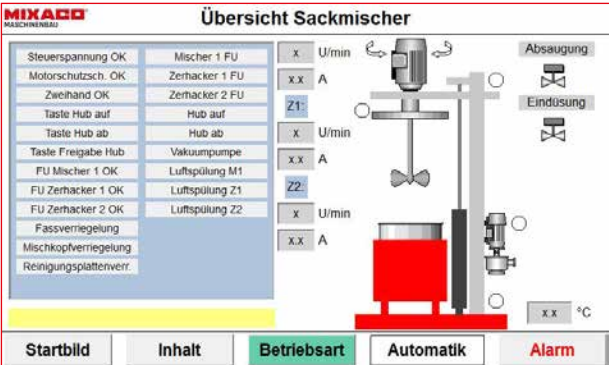 MIXACO
MASCHINENBAU
Übersicht Sackmischer
Steuerspannung OK
Motorschutzsch. OK
Zweihand OK
Taste Hub auf
Taste Hub ab
Taste Freigabe Hub
FU Mischer 1 OK
FU Zerhacker 1 OK
FU Zerhacker 2 OK
Fassverriegelung
Mischkopfverriegelung
Reinigungsplattenverr.
Mischer 1 FU
Zerhacker 1 FU
Zerhacker 2 FU
Hub auf
Hub ab
Vakuumpumpe
Luftspülung M1
Luftspülung Z1
Luftspülung Z2
x U/min
x.x A
Z1:
x U/min
x.x A
Z2:
x U/min
x.x A
Absaugung
Eindüsung
x.x °C
Startbild Inhalt Betriebsart Automatik Alarm